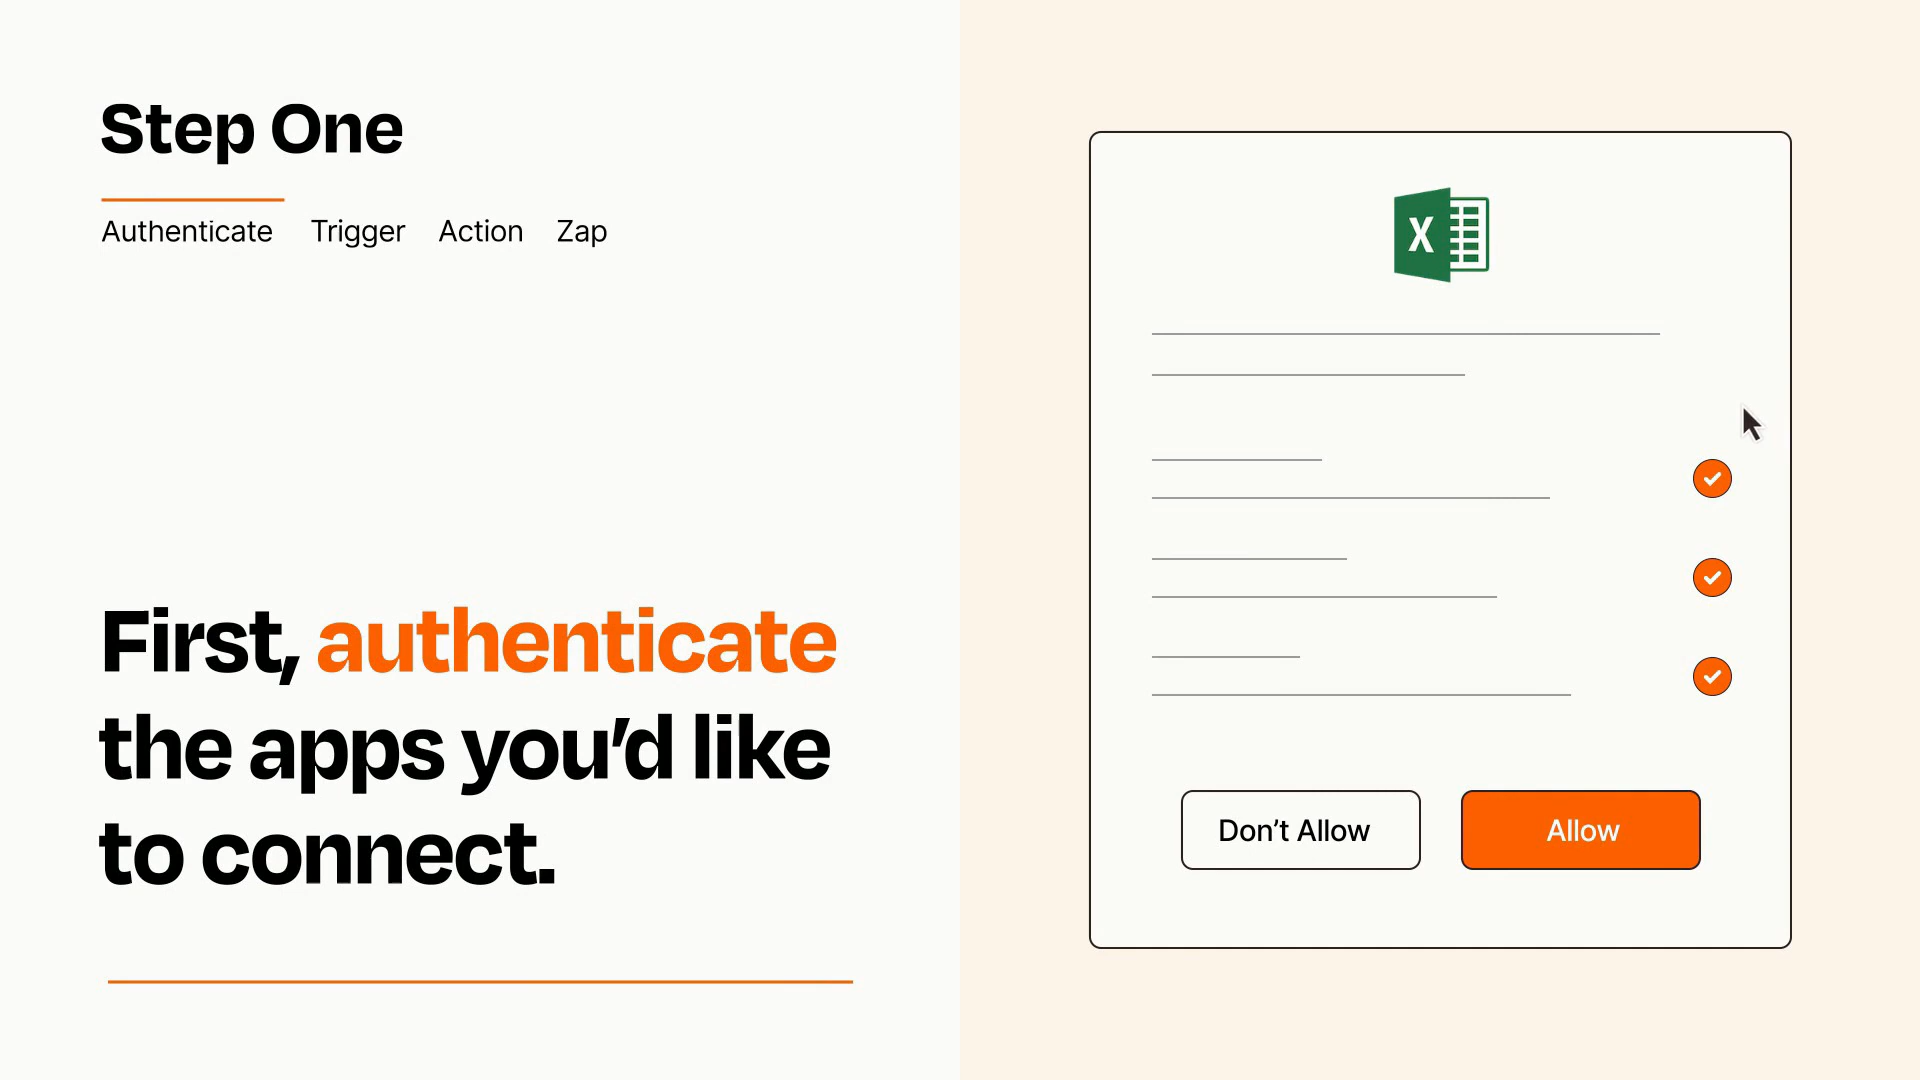 Step One
Authenticate Trigger Action Zap
First, authenticate
the apps you’d like
to connect.
X
Don’t Allow
Allow